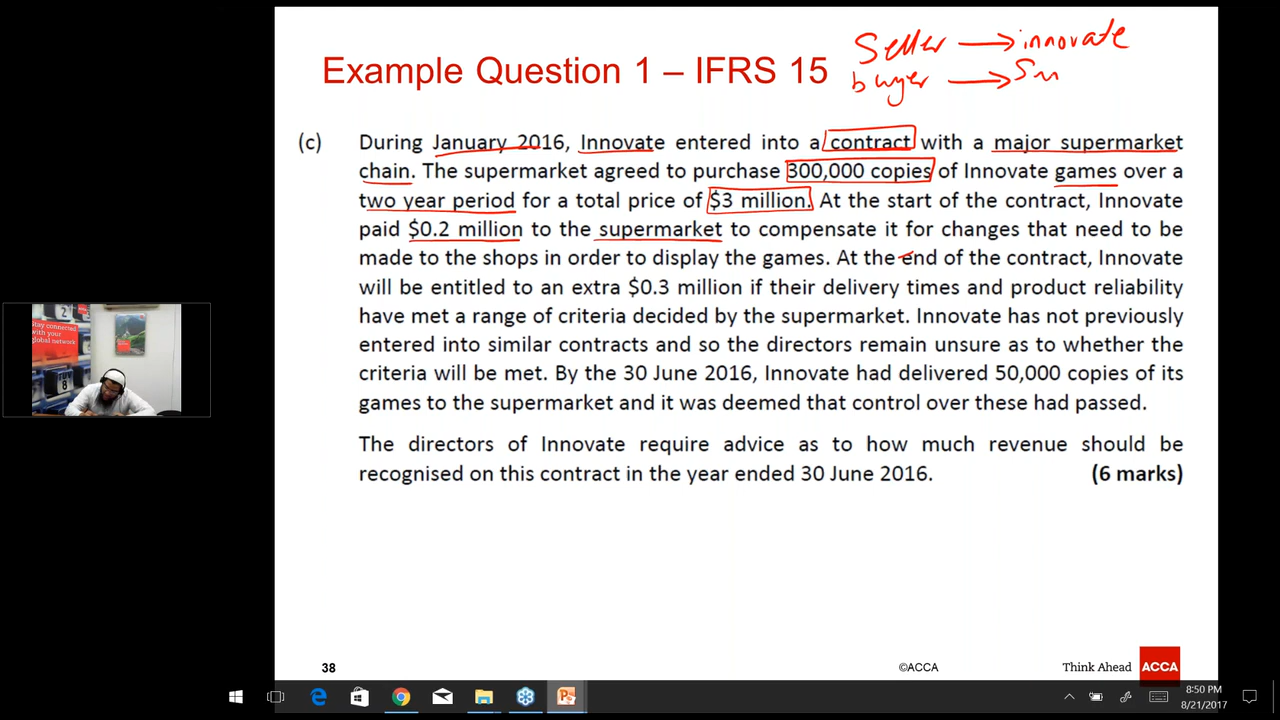 Seller → innovate
Example Question 1 – IFRS 15
buyer → Su
(c) During January 2016, Innovate entered into a contract with a major supermarket
chain. The supermarket agreed to purchase 300,000 copies of Innovate games over a
two year period for a total price of $3 million. At the start of the contract, Innovate
paid $0.2 million to the supermarket to compensate it for changes that need to be
made to the shops in order to display the games. At the end of the contract, Innovate
will be entitled to an extra $0.3 million if their delivery times and product reliability
have met a range of criteria decided by the supermarket. Innovate has not previously
entered into similar contracts and so the directors remain unsure as to whether the
criteria will be met. By the 30 June 2016, Innovate had delivered 50,000 copies of its
games to the supermarket and it was deemed that control over these had passed.
The directors of Innovate require advice as to how much revenue should be
recognised on this contract in the year ended 30 June 2016. (6 marks)
Stay connected
with your
global network
38
©ACCA
Think Ahead ACCA
8:50 PM
8/21/2017